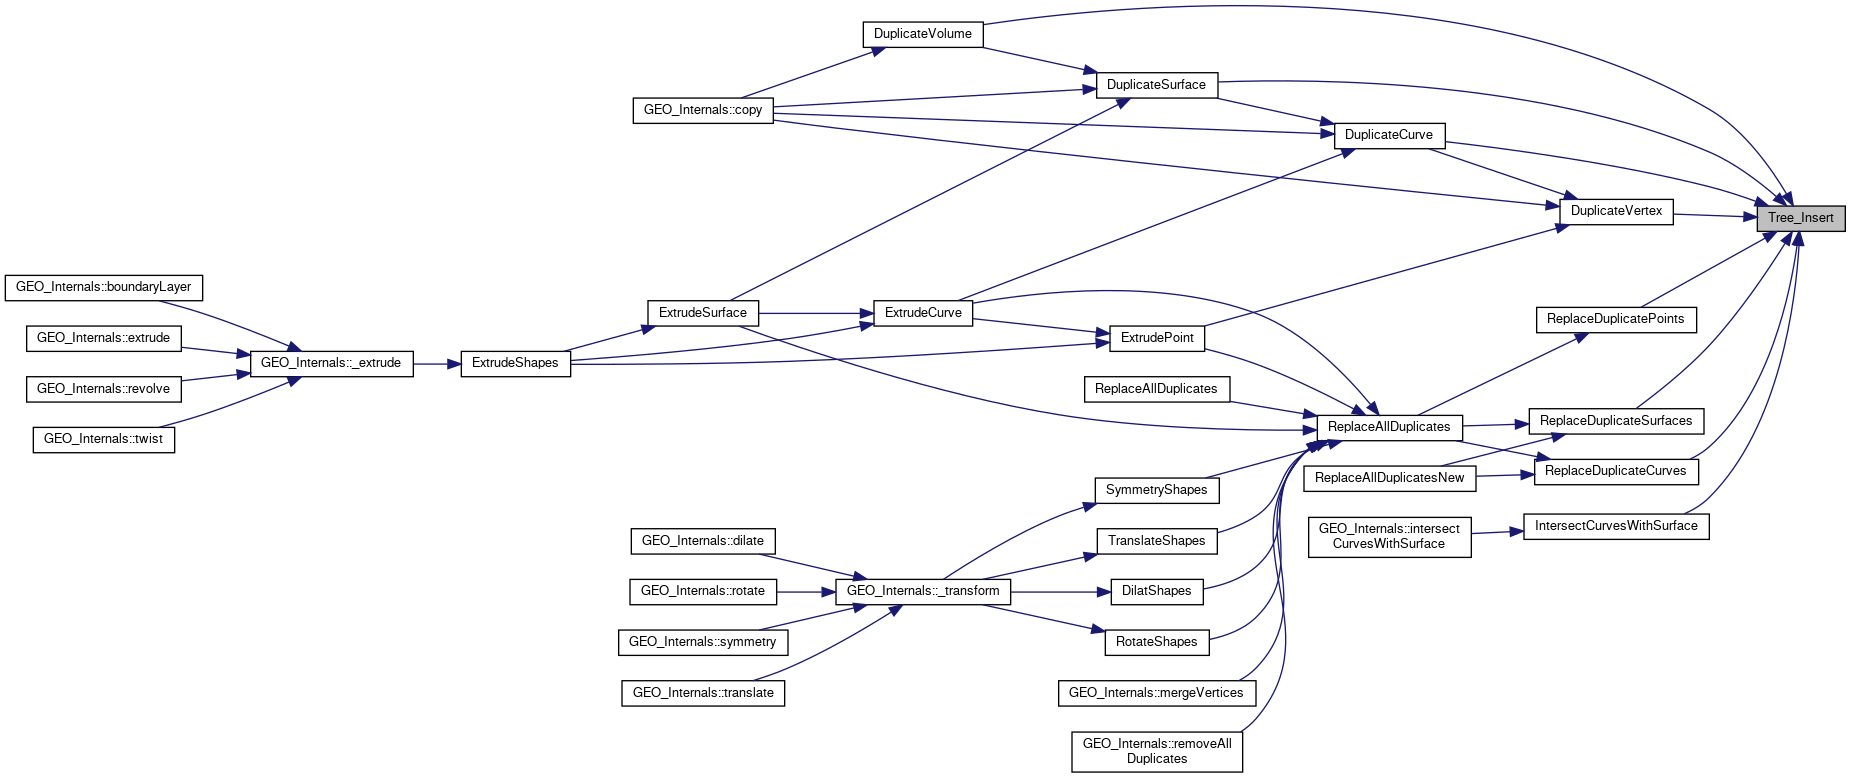 DuplicateVolume
DuplicateSurface
GEO_Internals::copy
DuplicateCurve
DuplicateVertex
Tree_Insert
GEO_Internals::boundaryLayer
ExtrudeSurface
ExtrudeCurve
ReplaceDuplicatePoints
GEO_Internals::extrude
ExtrudePoint
GEO_Internals::_extrude
ExtrudeShapes
GEO_Internals::revolve
ReplaceAllDuplicates
ReplaceDuplicateSurfaces
ReplaceAllDuplicates
GEO_Internals::twist
ReplaceDuplicateCurves
ReplaceAllDuplicatesNew
SymmetryShapes
IntersectCurvesWithSurface
GEO_Internals::intersect
CurvesWithSurface
GEO_Internals::dilate
TranslateShapes
GEO_Internals::rotate
GEO_Internals::_transform
DilatShapes
GEO_Internals::symmetry
RotateShapes
GEO_Internals::translate
GEO_Internals::mergeVertices
GEO_Internals::removeAll
Duplicates